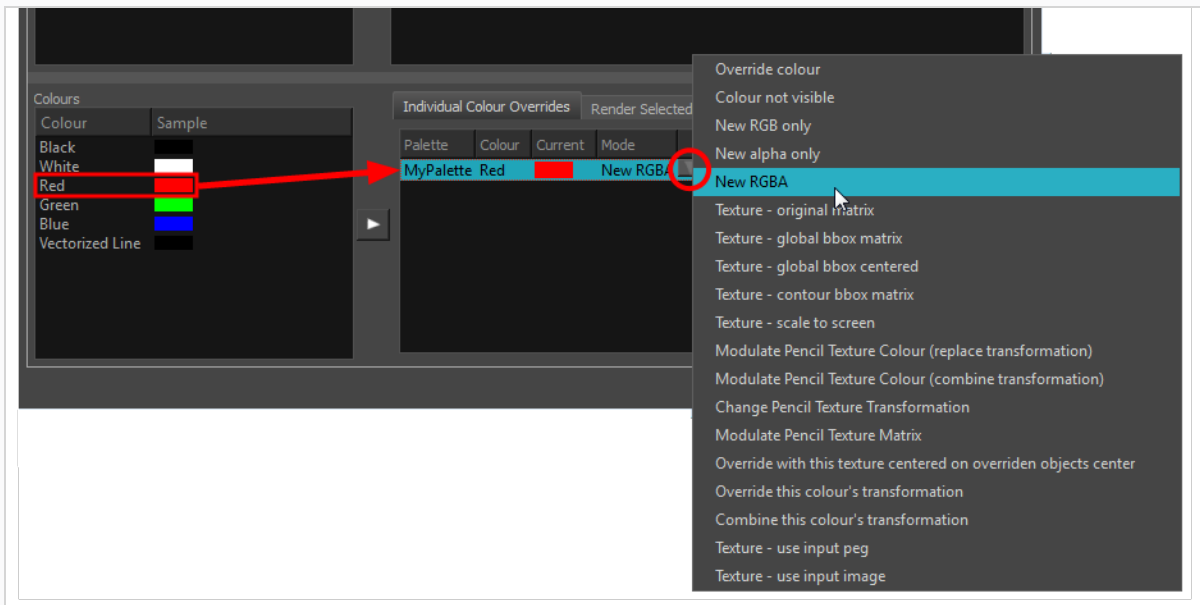 Colours
Colour Sample
Black
White
Red
Green
Blue
Vectorized Line
Individual Colour Overrides Render Selected
Palette Colour Current Mode
MyPalette Red New RGBA
Override colour
Colour not visible
New RGB only
New alpha only
New RGBA
Texture - original matrix
Texture - global bbox matrix
Texture - global bbox centered
Texture - contour bbox matrix
Texture - scale to screen
Modulate Pencil Texture Colour (replace transformation)
Modulate Pencil Texture Colour (combine transformation)
Change Pencil Texture Transformation
Modulate Pencil Texture Matrix
Override with this texture centered on overriden objects center
Override this colour's transformation
Combine this colour's transformation
Texture - use input peg
Texture - use input image